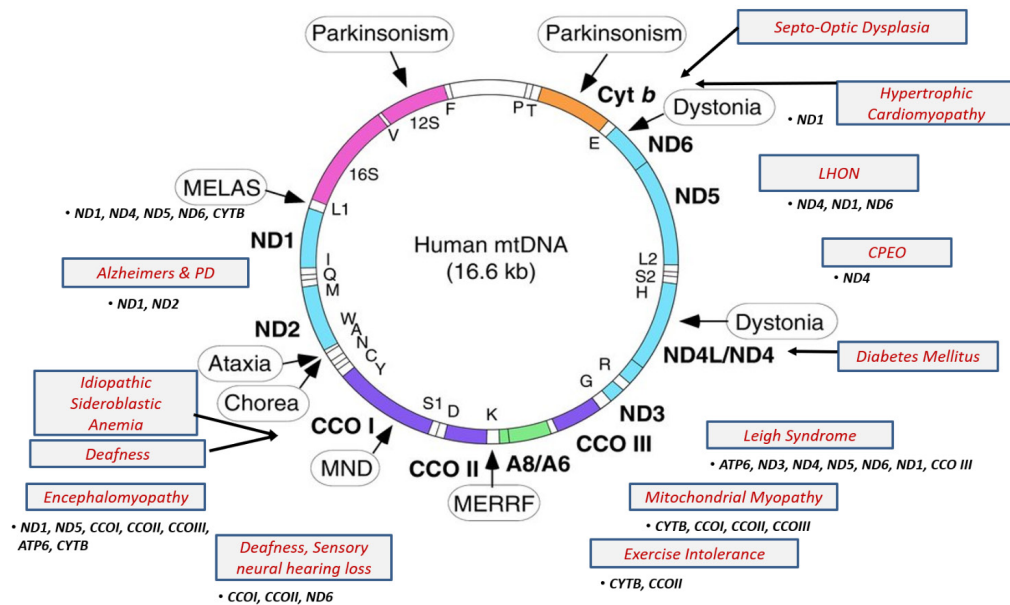 Parkinsonism
Parkinsonism
Septo-Optic Dysplasia
Cyt b
Dystonia
Hypertrophic
Cardiomyopathy
• ND1
F
P
T
12S
V
E
ND6
16S
ND5
LHON
• ND4, ND1, ND6
MELAS
• ND1, ND4, ND5, ND6, CYTB
L1
ND1
Human mtDNA
(16.6 kb)
I
Q
M
L2
S2
H
CPEO
• ND4
Alzheimers & PD
• ND1, ND2
ND2
W
A
N
C
Y
Dystonia
ND4L/ND4
Diabetes Mellitus
Ataxia
Chorea
Idiopathic
Sideroblastic
Anemia
Deafness
R
G
ND3
CCO I
S1
D
K
CCO III
MND
CCO II
A8/A6
MERRF
Leigh Syndrome
• ATP6, ND3, ND4, ND5, ND6, ND1, CCO III
Encephalomyopathy
• ND1, ND5, CCOI, CCOII, CCOIII,
ATP6, CYTB
Mitochondrial Myopathy
• CYTB, CCOI, CCOII, CCOIII
Deafness, Sensory
neural hearing loss
• CCOI, CCOII, ND6
Exercise Intolerance
• CYTB, CCOII